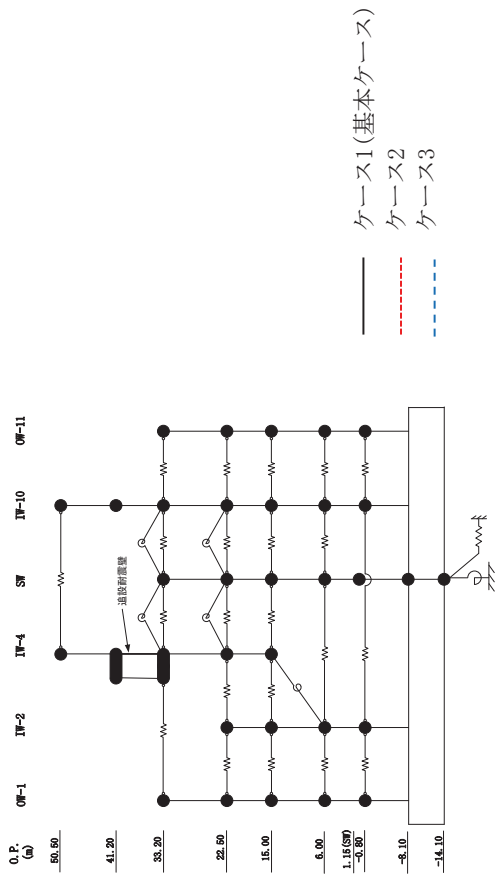 O.P.
(m)
OW-1
IW-2
IW-4
SW
IW-10
OW-11
50.50
41.20
33.20
22.50
15.00
6.00
1.15(SW)
-0.80
-8.10
-14.10
追設耐震壁
ケース1(基本ケース)
ケース2
ケース3